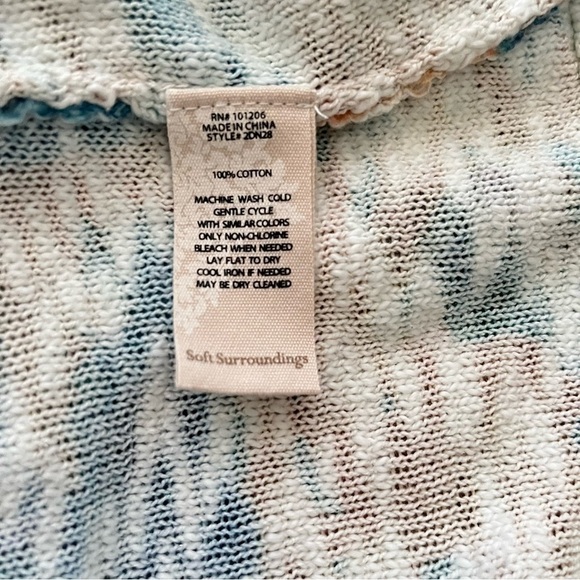 RN# 101206
MADE IN CHINA
STYLE# 2DN28
100% COTTON
MACHINE WASH COLD
GENTLE CYCLE
WITH SIMILAR COLORS
ONLY NON-CHLORINE
BLEACH WHEN NEEDED
LAY FLAT TO DRY
COOL IRON IF NEEDED
MAY BE DRY CLEANED
Soft Surroundings